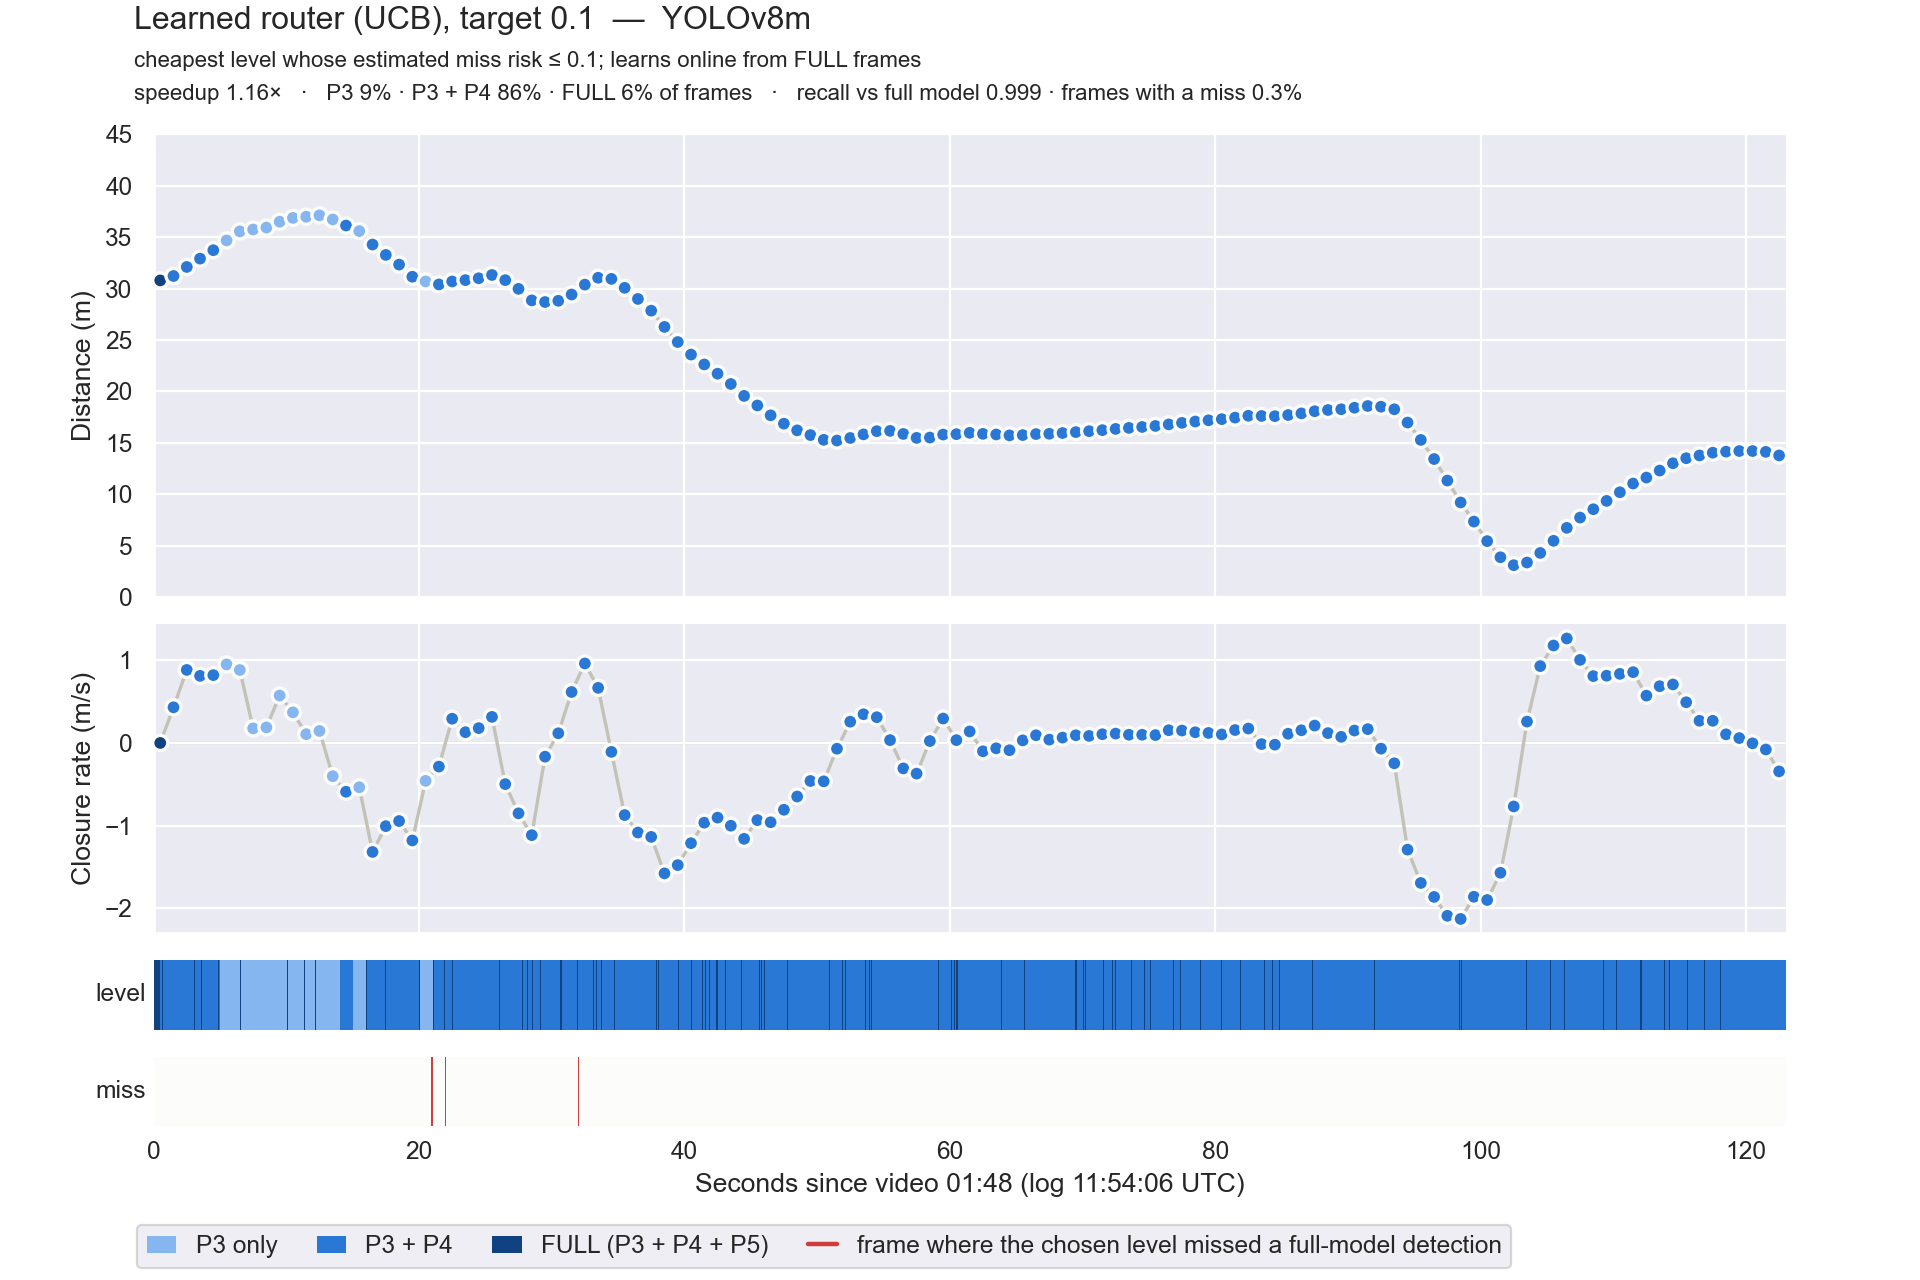 Learned router (UCB), target 0.1 — YOLOv8m
cheapest level whose estimated miss risk ≤ 0.1; learns online from FULL frames
speedup 1.16× · P3 9% · P3 + P4 86% · FULL 6% of frames · recall vs full model 0.999 · frames with a miss 0.3%
45
40
35
30
25
20
15
10
5
0
Distance (m)
1
0
−1
−2
Closure rate (m/s)
level
miss
0 20 40 60 80 100 120
Seconds since video 01:48 (log 11:54:06 UTC)
P3 only P3 + P4 FULL (P3 + P4 + P5) frame where the chosen level missed a full-model detection